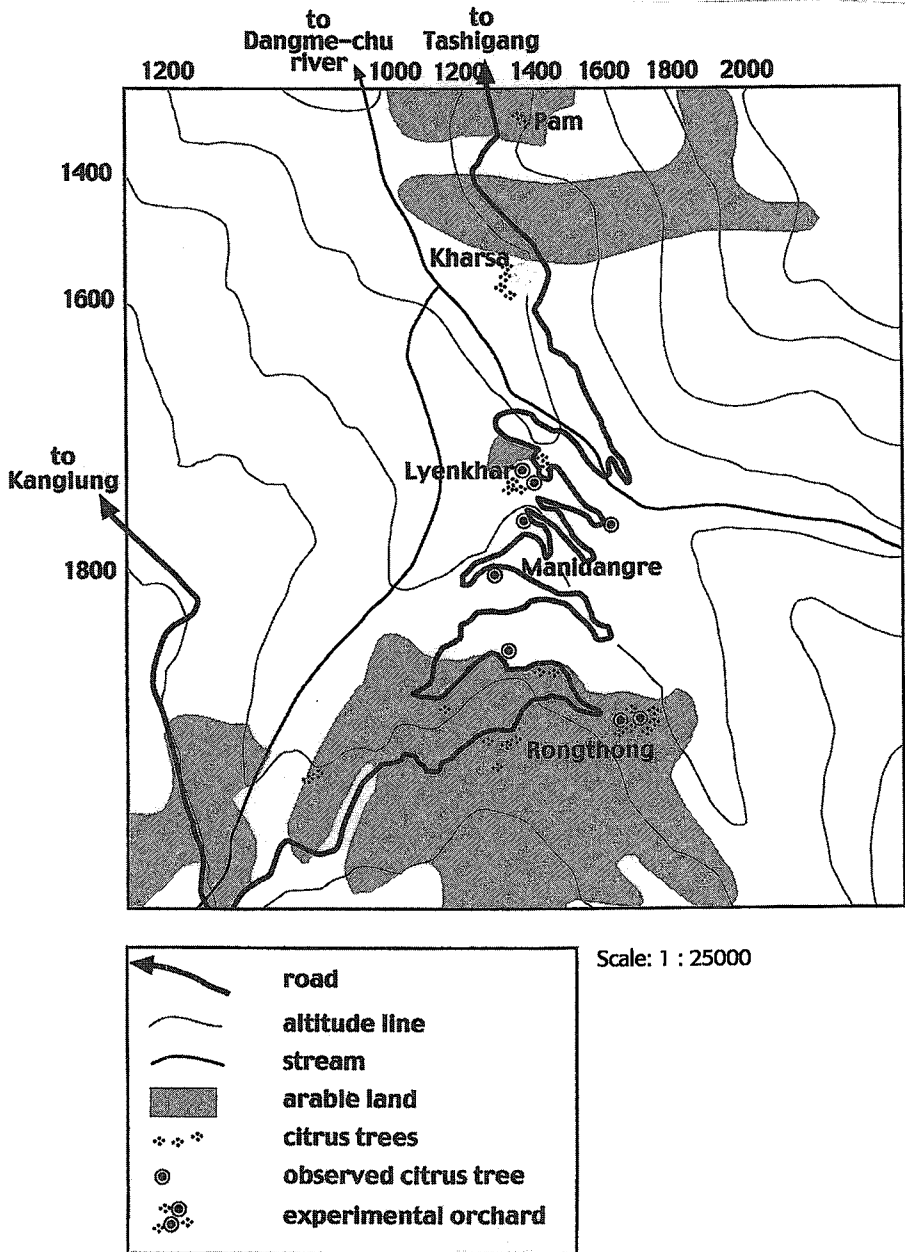 to
Dangme-chu
river
to
Tashigang
1200
1000
1200
1400
1600
1800
2000
Pam
1400
Kharsa
1600
to
Kanglung
Lyenkhar
1800
Manidangre
Rongthong
Scale: 1 : 25000
road
altitude line
stream
arable land
citrus trees
observed citrus tree
experimental orchard